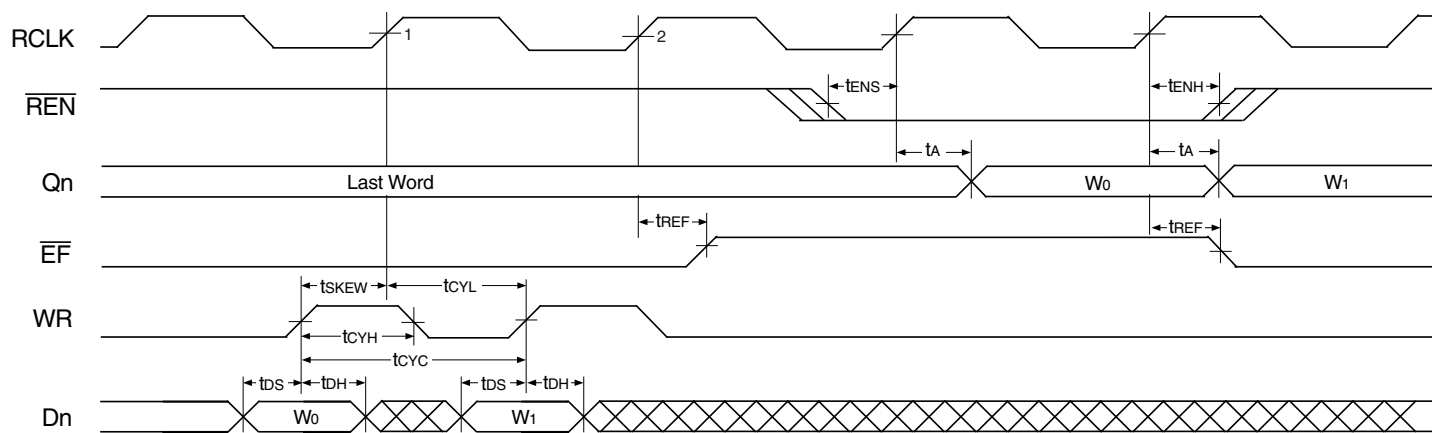 RCLK 1 2
REN tENS tENH
tA tA
Qn Last Word W0 W1
tREF tREF
EF
tSKEW tCYL
WR
tCYH
tCYC
tDS tDH tDS tDH
Dn W0 W1